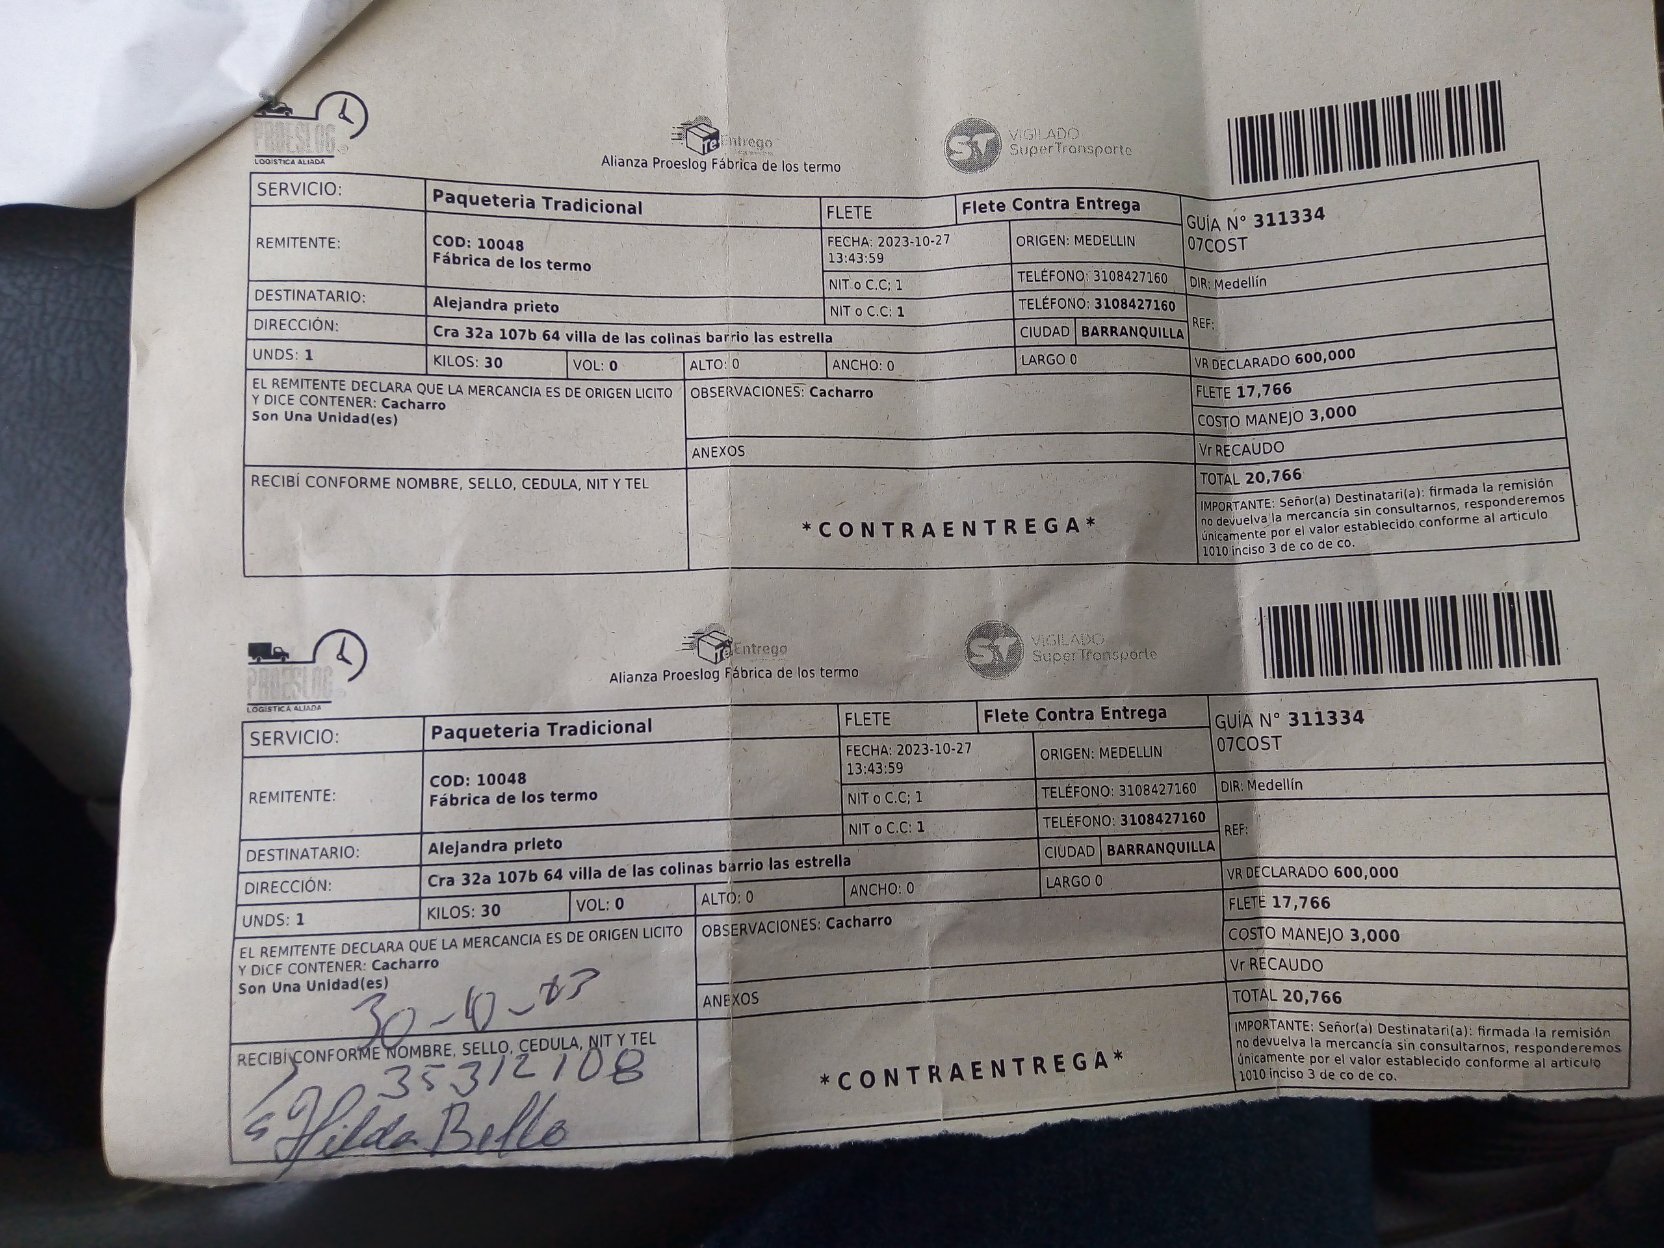 PROESLOG
LOGISTICA ALIADA
Te Entrego
Alianza Proeslog Fábrica de los termo
SV VIGILADO
SuperTransporte
SERVICIO: Paqueteria Tradicional FLETE Flete Contra Entrega GUÍA N° 311334
07COST
REMITENTE: COD: 10048
Fábrica de los termo
FECHA: 2023-10-27
13:43:59
ORIGEN: MEDELLIN
NIT o C.C: 1 TELÉFONO: 3108427160 DIR: Medellín
DESTINATARIO: Alejandra prieto NIT o C.C: 1 TELÉFONO: 3108427160 REF:
DIRECCIÓN: Cra 32a 107b 64 villa de las colinas barrio las estrella CIUDAD BARRANQUILLA
UNDS: 1 KILOS: 30 VOL: 0 ALTO: 0 ANCHO: 0 LARGO 0 VR DECLARADO 600,000
EL REMITENTE DECLARA QUE LA MERCANCIA ES DE ORIGEN LICITO
Y DICE CONTENER: Cacharro
Son Una Unidad(es)
OBSERVACIONES: Cacharro
ANEXOS
FLETE 17,766
COSTO MANEJO 3,000
Vr RECAUDO
TOTAL 20,766
RECIBÍ CONFORME NOMBRE, SELLO, CEDULA, NIT Y TEL
*CONTRAENTREGA*
IMPORTANTE: Señor(a) Destinatari(a): firmada la remisión
no devuelva la mercancía sin consultarnos, responderemos
únicamente por el valor establecido conforme al articulo
1010 inciso 3 de co de co.
PROESLOG
LOGISTICA ALIADA
Te Entrego
Alianza Proeslog Fábrica de los termo
SV VIGILADO
SuperTransporte
SERVICIO: Paqueteria Tradicional FLETE Flete Contra Entrega GUÍA N° 311334
07COST
REMITENTE: COD: 10048
Fábrica de los termo
FECHA: 2023-10-27
13:43:59
ORIGEN: MEDELLIN
NIT o C.C; 1 TELÉFONO: 3108427160 DIR: Medellín
DESTINATARIO: Alejandra prieto NIT o C.C: 1 TELÉFONO: 3108427160 REF:
DIRECCIÓN: Cra 32a 107b 64 villa de las colinas barrio las estrella CIUDAD BARRANQUILLA
UNDS: 1 KILOS: 30 VOL: 0 ALTO: 0 ANCHO: 0 LARGO 0 VR DECLARADO 600,000
EL REMITENTE DECLARA QUE LA MERCANCIA ES DE ORIGEN LICITO
Y DICE CONTENER: Cacharro
Son Una Unidad(es)
OBSERVACIONES: Cacharro
ANEXOS
FLETE 17,766
COSTO MANEJO 3,000
Vr RECAUDO
TOTAL 20,766
RECIBÍ CONFORME NOMBRE, SELLO, CEDULA, NIT Y TEL
35312108
Hilda Bello
*CONTRAENTREGA*
IMPORTANTE: Señor(a) Destinatari(a): firmada la remisión
no devuelva la mercancía sin consultarnos, responderemos
únicamente por el valor establecido conforme al articulo
1010 inciso 3 de co de co.